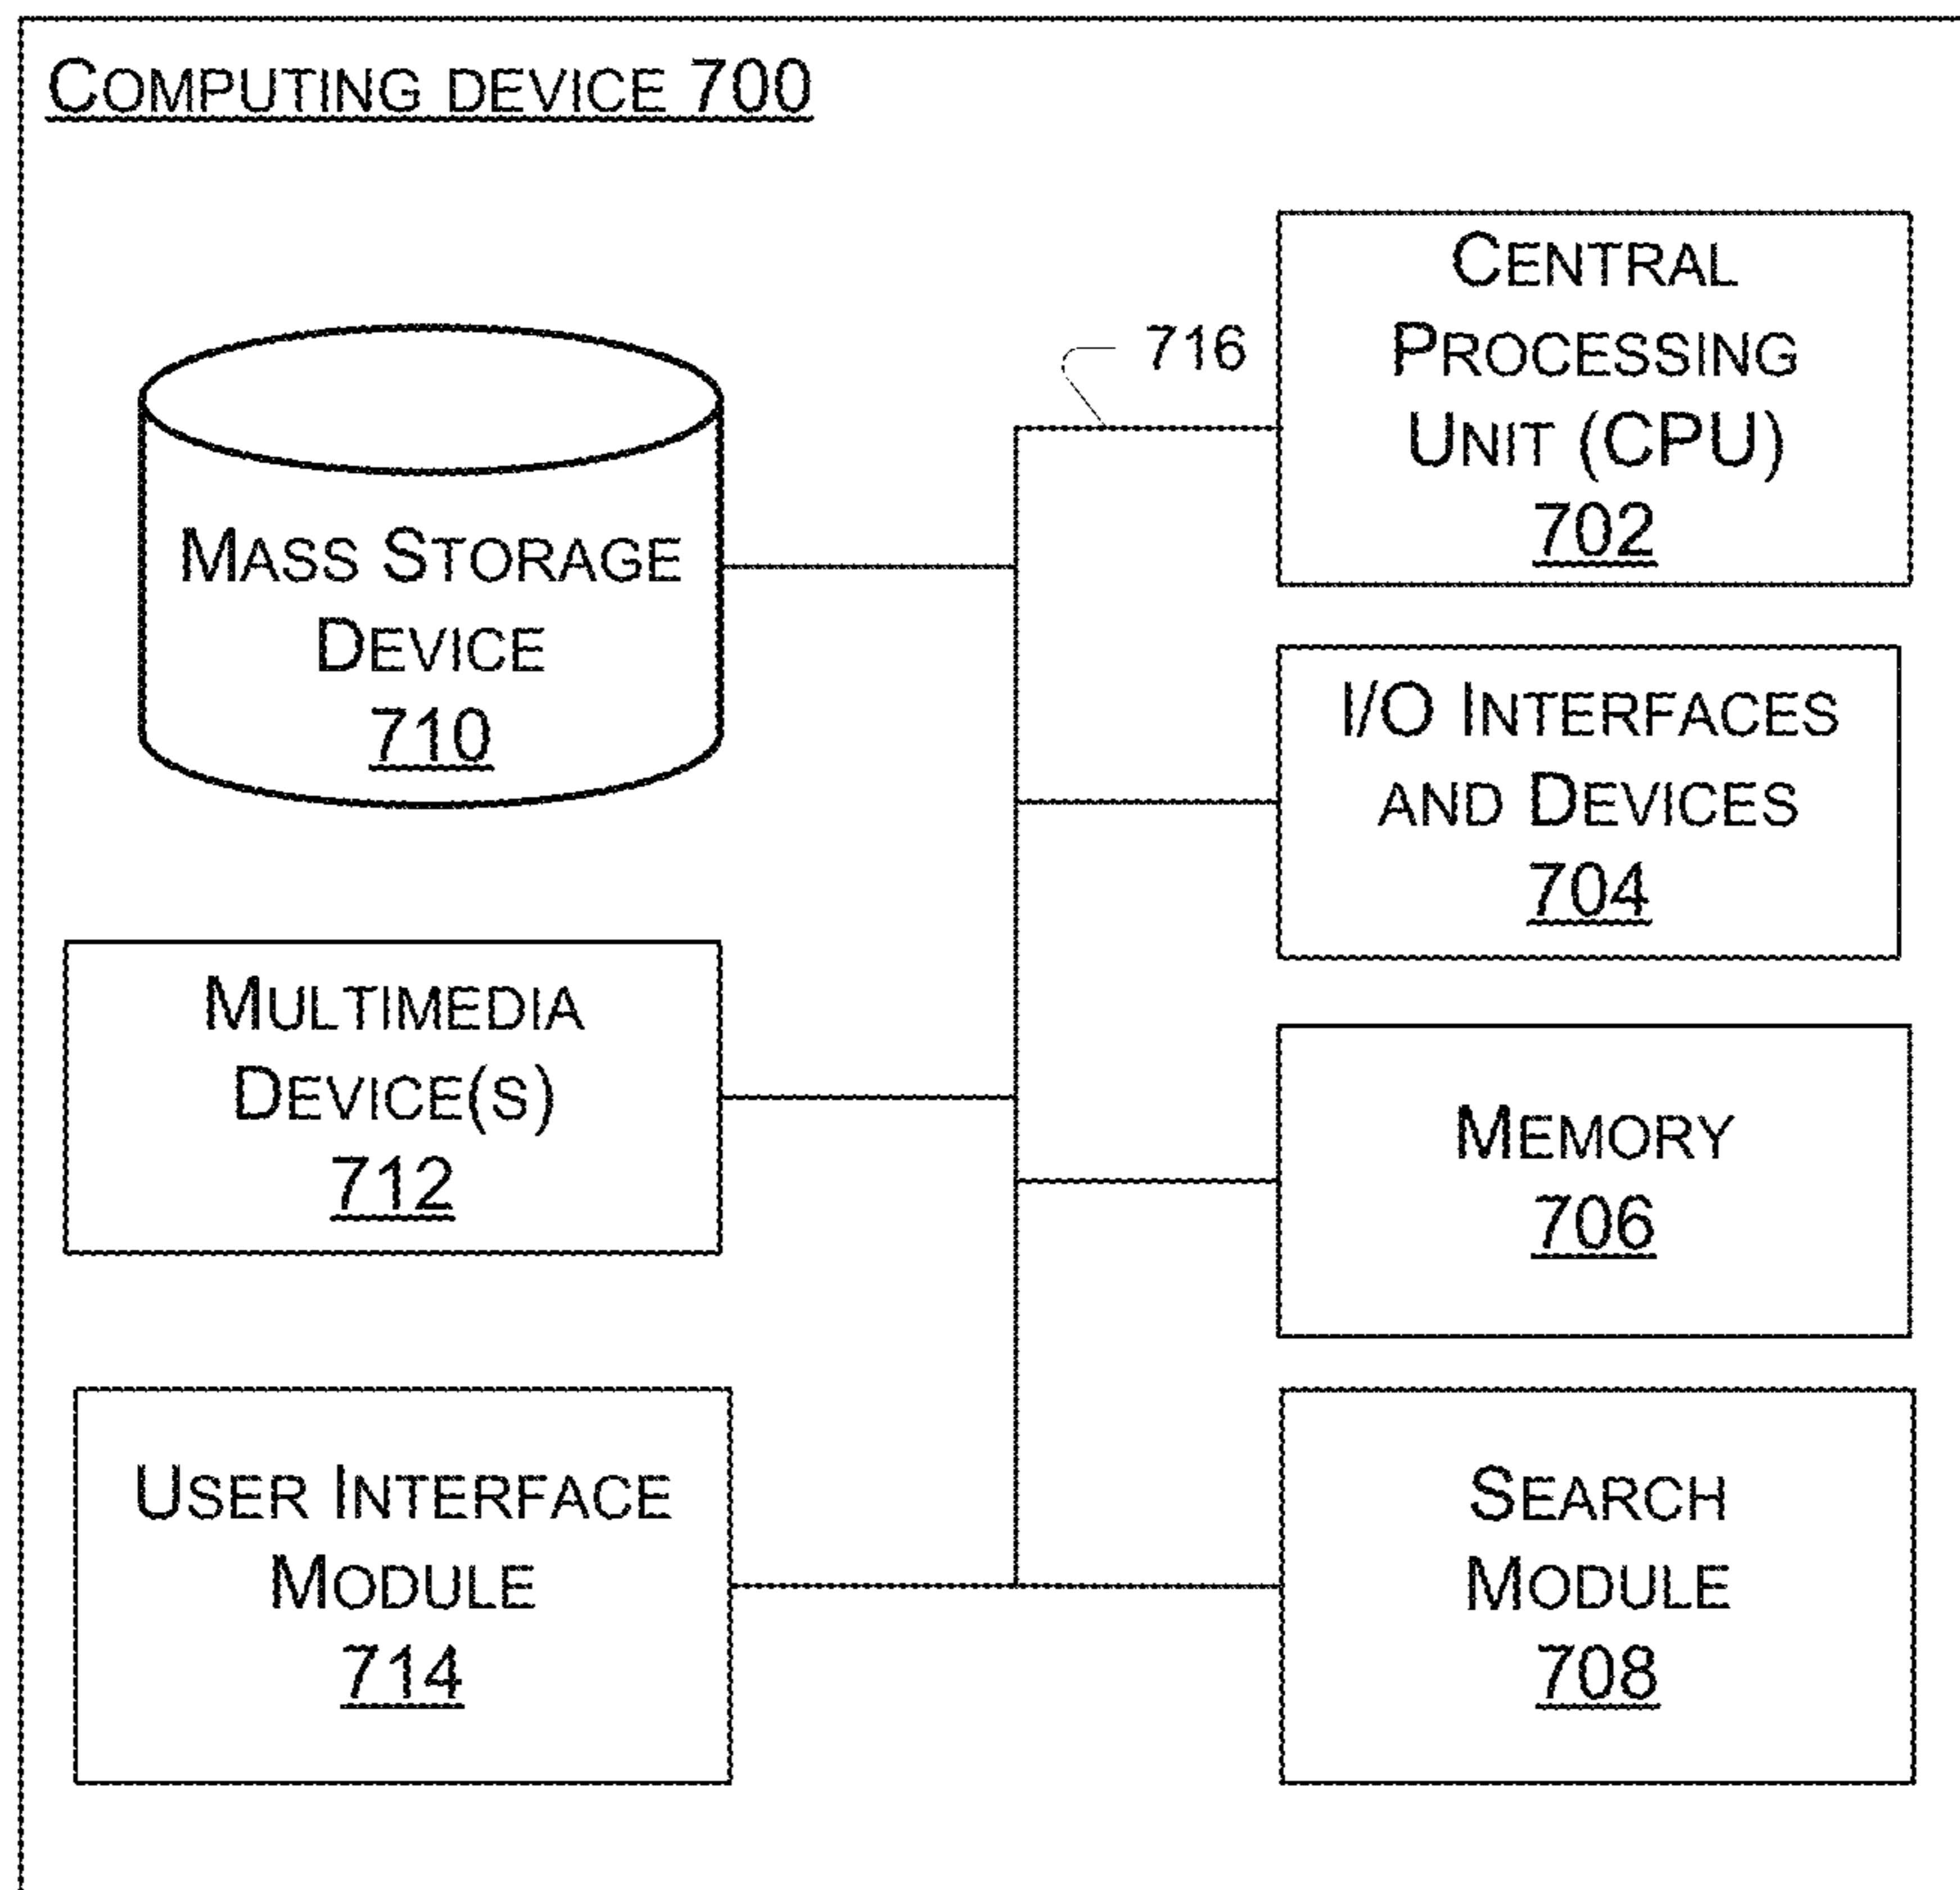 COMPUTING DEVICE 700
716
CENTRAL
PROCESSING
UNIT (CPU)
702
MASS STORAGE
DEVICE
710
I/O INTERFACES
AND DEVICES
704
MULTIMEDIA
DEVICE(S)
712
MEMORY
706
USER INTERFACE
MODULE
714
SEARCH
MODULE
708